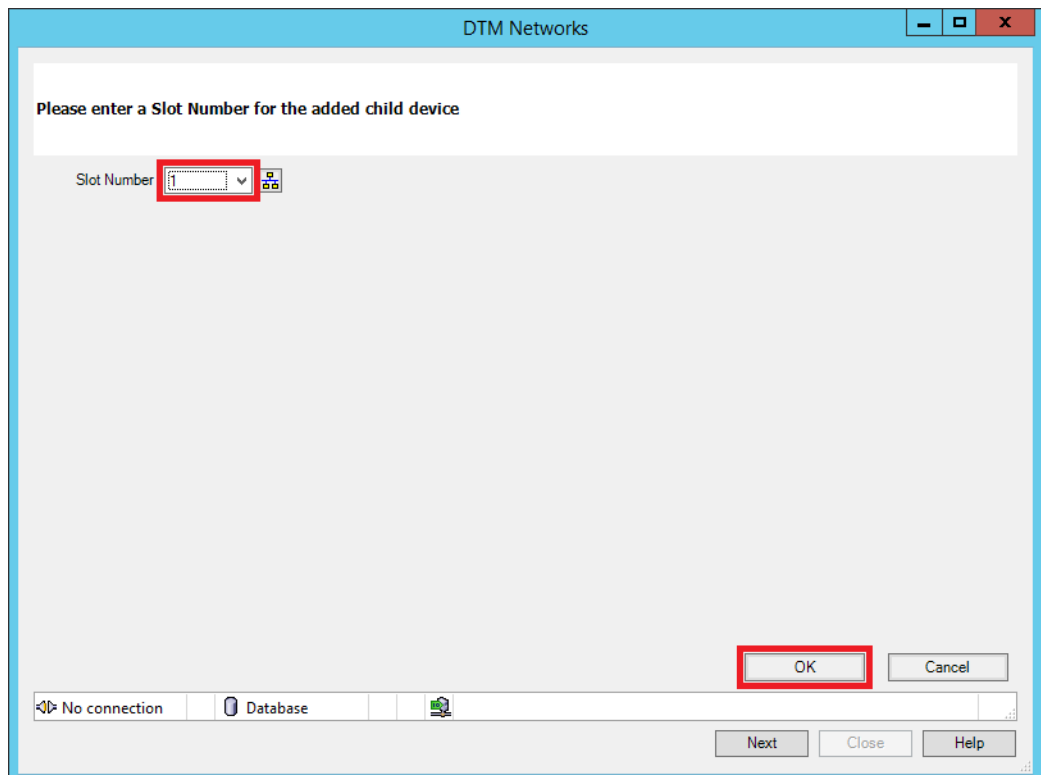 DTM Networks
Please enter a Slot Number for the added child device
Slot Number 1
OK Cancel
No connection Database
Next Close Help